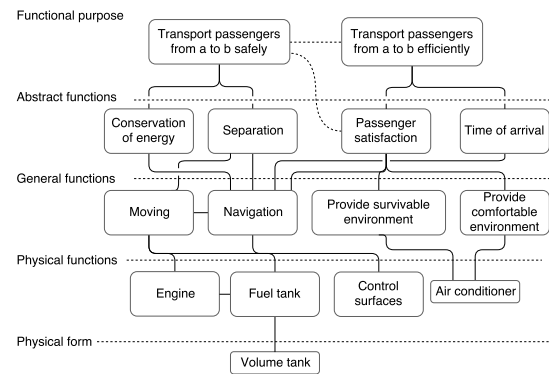 Functional purpose
Transport passengers
from a to b safely
Transport passengers
from a to b efficiently
Abstract functions
Conservation
of energy
Separation
Passenger
satisfaction
Time of arrival
General functions
Moving
Navigation
Provide survivable
environment
Provide
comfortable
environment
Physical functions
Engine
Fuel tank
Control
surfaces
Air conditioner
Physical form
Volume tank